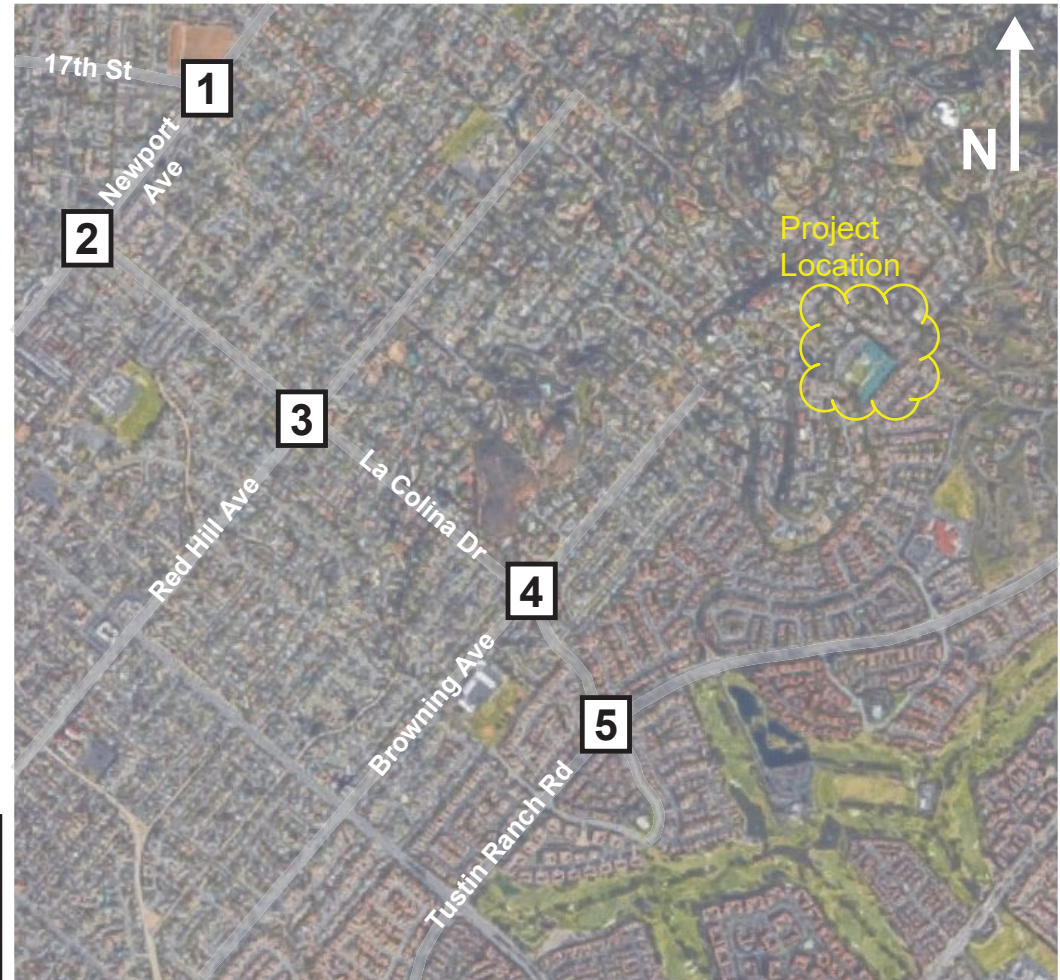 17th St
1
Newport
Ave
N
2
Project
Location
3
La Colina Dr
Red Hill Ave
4
Browning Ave
5
Tustin Ranch Rd